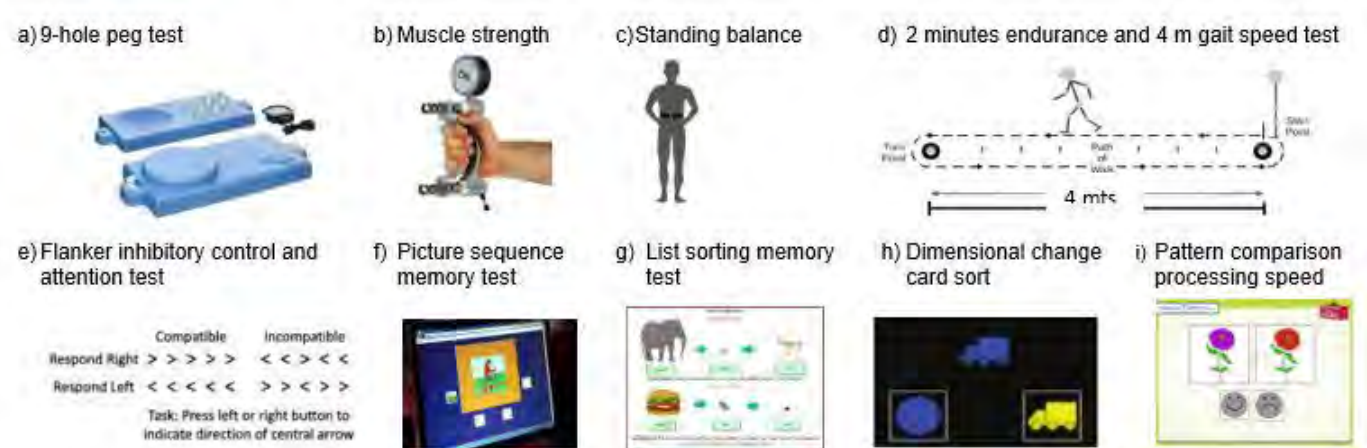 a) 9-hole peg test
b) Muscle strength
c)Standing balance
d) 2 minutes endurance and 4 m gait speed test
Turn Point
Path of Walk
Start Point
4 mts
e) Flanker inhibitory control and
attention test
f) Picture sequence
memory test
g) List sorting memory
test
h) Dimensional change
card sort
i) Pattern comparison
processing speed
Compatible Incompatible
Respond Right > > > > > < < > < <
Respond Left < < < < < > > < > >
Task: Press left or right button to
indicate direction of central arrow